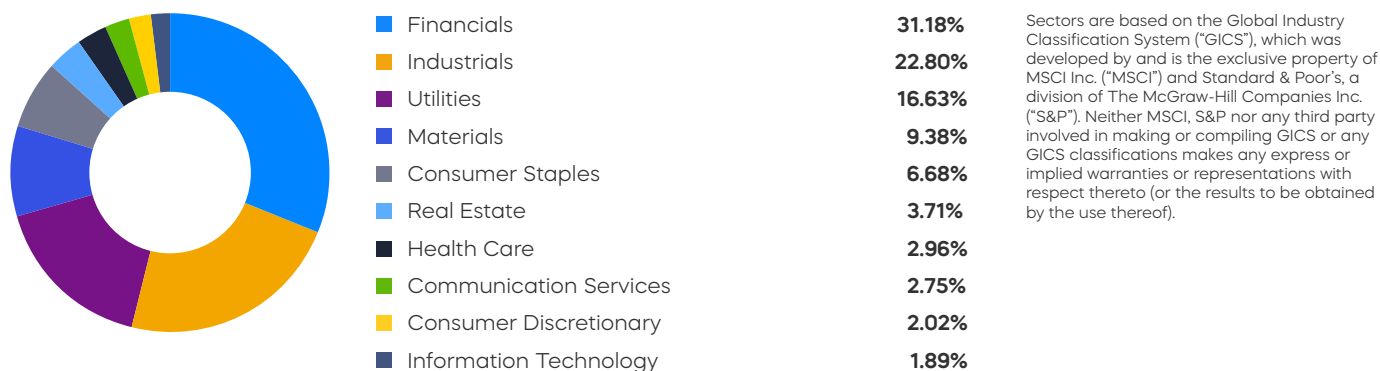 Financials 31.18%
Industrials 22.80%
Utilities 16.63%
Materials 9.38%
Consumer Staples 6.68%
Real Estate 3.71%
Health Care 2.96%
Communication Services 2.75%
Consumer Discretionary 2.02%
Information Technology 1.89%
Sectors are based on the Global Industry
Classification System (“GICS”), which was
developed by and is the exclusive property of
MSCI Inc. (“MSCI”) and Standard & Poor’s, a
division of The McGraw-Hill Companies Inc.
(“S&P”). Neither MSCI, S&P nor any third party
involved in making or compiling GICS or any
GICS classifications makes any express or
implied warranties or representations with
respect thereto (or the results to be obtained
by the use thereof).